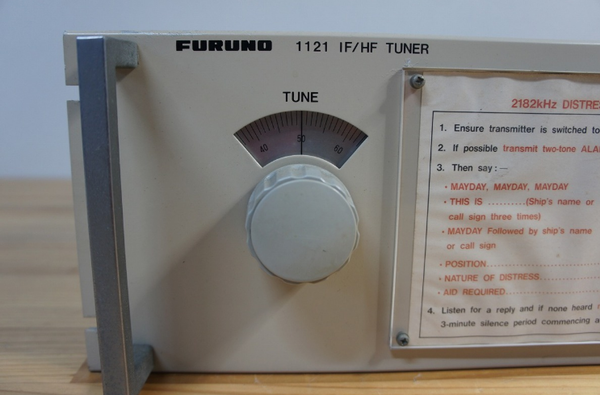 FURUNO 1121 IF/HF TUNER
TUNE
40 50 60
2182kHz DISTRES
1. Ensure transmitter is switched to
2. If possible transmit two-tone ALA
3. Then say:—
• MAYDAY, MAYDAY, MAYDAY
• THIS IS .........(Ship's name or
call sign three times)
• MAYDAY Followed by ship's name
or call sign
• POSITION..............................
• NATURE OF DISTRESS...............
• AID REQUIRED........................
4. Listen for a reply and if none heard
3-minute silence period commencing a